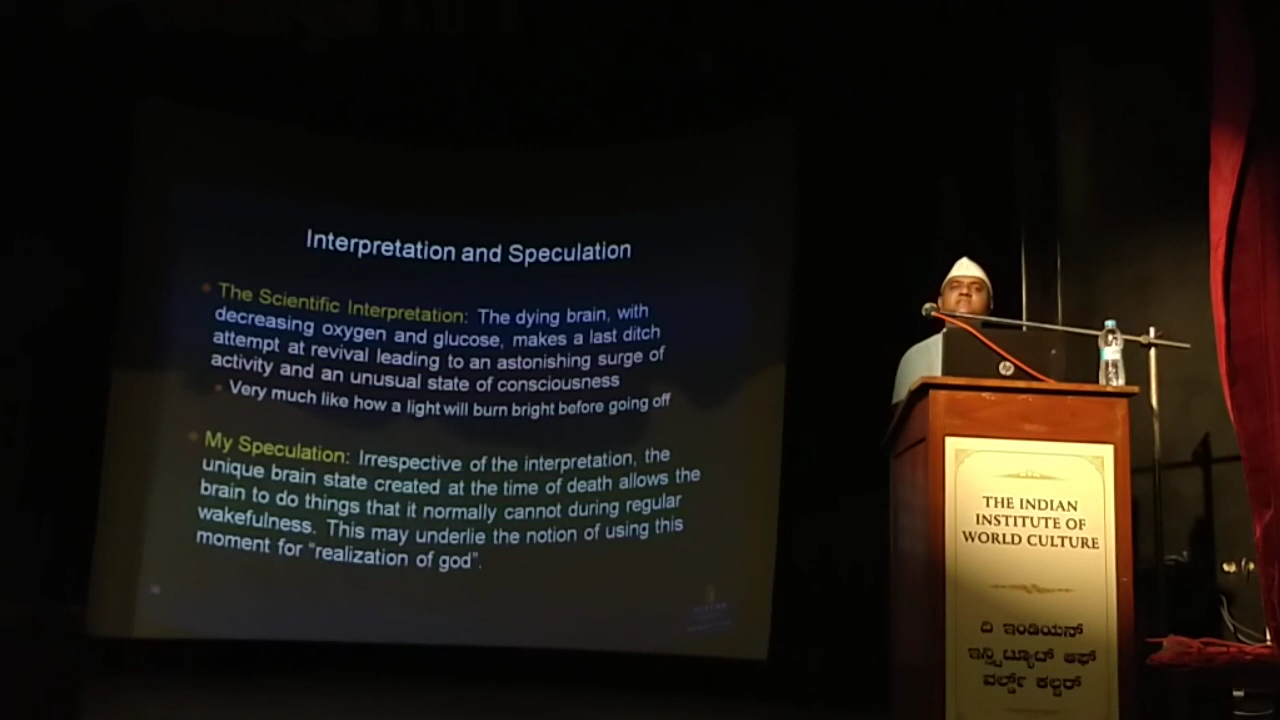 Interpretation and Speculation
The Scientific Interpretation: The dying brain, with
decreasing oxygen and glucose, makes a last ditch
attempt at revival leading to an astonishing surge of
activity and an unusual state of consciousness
Very much like how a light will burn bright before going off
My Speculation: Irrespective of the interpretation, the
unique brain state created at the time of death allows the
brain to do things that it normally cannot during regular
wakefulness. This may underlie the notion of using this
moment for "realization of god".
hp
THE INDIAN
INSTITUTE OF
WORLD CULTURE
ದಿ ಇಂಡಿಯನ್
ಇನ್ಸ್ಟಿಟ್ಯೂಟ್ ಆಫ್
ವರ್ಲ್ಡ್ ಕಲ್ಚರ್